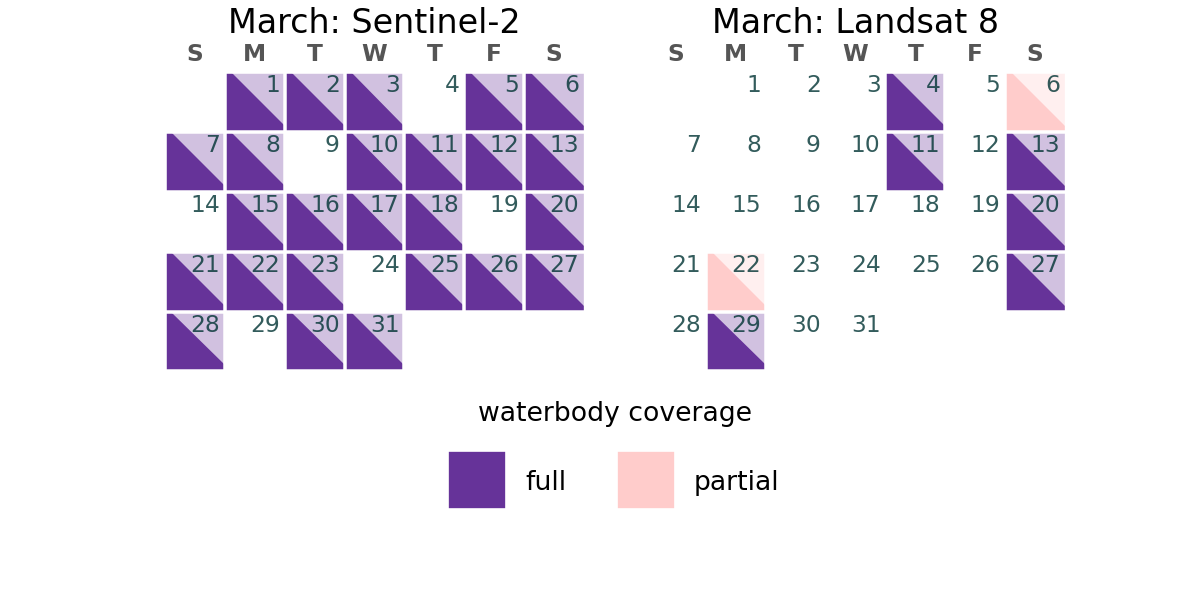 March: Sentinel-2
S M T W T F S
1 2 3 4 5 6
7 8 9 10 11 12 13
14 15 16 17 18 19 20
21 22 23 24 25 26 27
28 29 30 31
March: Landsat 8
S M T W T F S
1 2 3 4 5 6
7 8 9 10 11 12 13
14 15 16 17 18 19 20
21 22 23 24 25 26 27
28 29 30 31
waterbody coverage
full partial